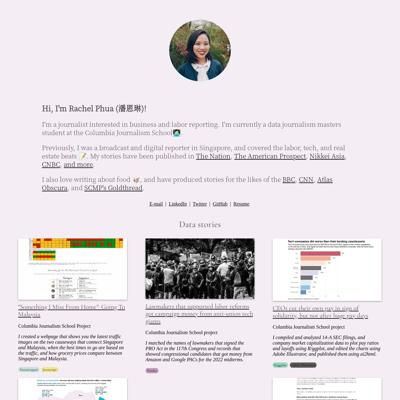 Hi, I'm Rachel Phua (潘恩琳)!
I'm a journalist interested in business and labor reporting. I'm currently a data journalism masters
student at the Columbia Journalism School
Previously, I was a broadcast and digital reporter in Singapore, and covered the labor, tech, and real
estate beats. My stories have been published in The Nation, The American Prospect, Nikkei Asia,
CNBC, and more.
I also love writing about food, and have produced stories for the likes of the BBC, CNN, Atlas
Obscura, and SCMP's Goldthread.
E-mail | LinkedIn | Twitter | GitHub | Resume
Data stories
"Something I Miss From Home": Going To
Malaysia
Columbia Journalism School Project
I created a webpage that shows you the latest traffic
images on the two causeways that connect Singapore
and Malaysia, when the best times to go are based on
the traffic, and how grocery prices compare between
Singapore and Malaysia.
Lawmakers that supported labor reforms
got campaign money from anti-union tech
giants
Columbia Journalism School project
I matched the names of lawmakers that signed the
PRO Act in the 117th Congress and records that
showed congressional candidates that got money from
Amazon and Google PACs for the 2022 midterms.
Tech companies did worse than their banking counterparts
CEOs cut their own pay in sign of
solidarity, but not after huge pay days
Columbia Journalism School project
I compiled and analyzed 14-A SEC filings, and
company market capitalization data to plot pay ratios
and layoffs using R/ggplot, and edited the charts using
Adobe Illustrator, and published them using ai2html.